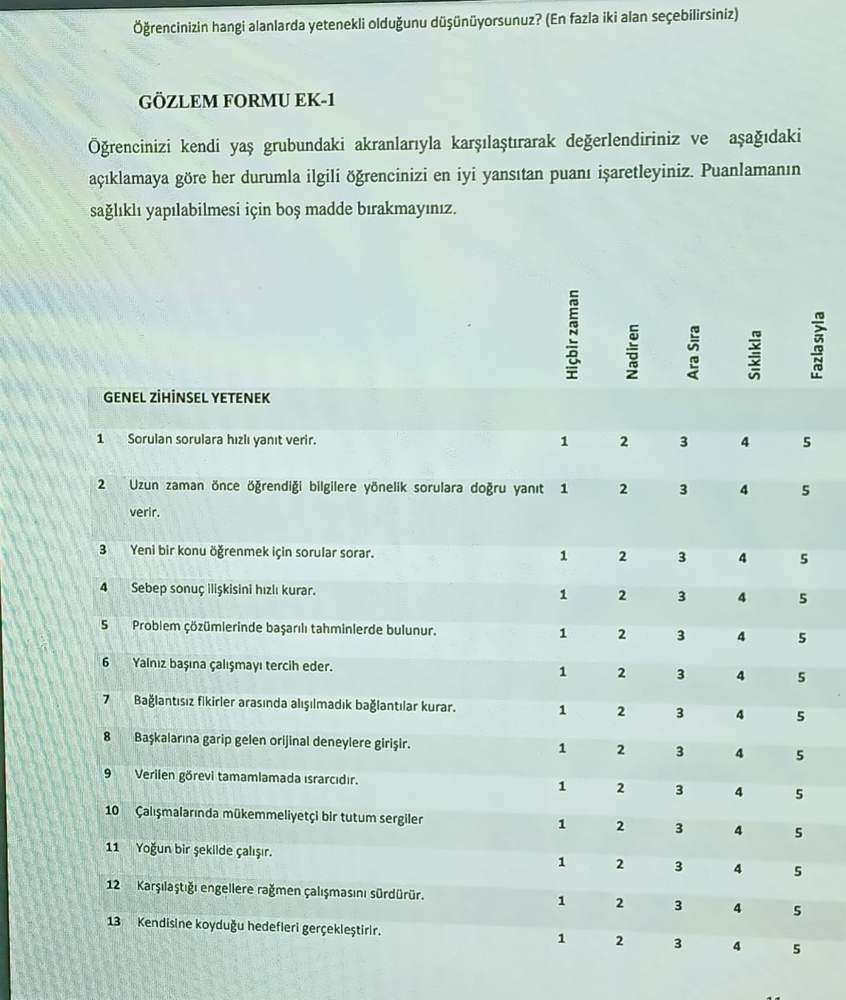 Öğrencinizin hangi alanlarda yetenekli olduğunu düşünüyorsunuz? (En fazla iki alan seçebilirsiniz)
GÖZLEM FORMU EK-1
Öğrencinizi kendi yaş grubundaki akranlarıyla karşılaştırarak değerlendiriniz ve aşağıdaki
açıklamaya göre her durumla ilgili öğrencinizi en iyi yansıtan puanı işaretleyiniz. Puanlamanın
sağlıklı yapılabilmesi için boş madde bırakmayınız.
Hiçbir zaman
Nadiren
Ara Sıra
Sıklıkla
Fazlasıyla
GENEL ZİHİNSEL YETENEK
1 Sorulan sorulara hızlı yanıt verir. 1 2 3 4 5
2 Uzun zaman önce öğrendiği bilgilere yönelik sorulara doğru yanıt 1 2 3 4 5
verir.
3 Yeni bir konu öğrenmek için sorular sorar. 1 2 3 4 5
4 Sebep sonuç ilişkisini hızlı kurar. 1 2 3 4 5
5 Problem çözümlerinde başarılı tahminlerde bulunur. 1 2 3 4 5
6 Yalnız başına çalışmayı tercih eder. 1 2 3 4 5
7 Bağlantısız fikirler arasında alışılmadık bağlantılar kurar. 1 2 3 4 5
8 Başkalarına garip gelen orijinal deneylere girişir. 1 2 3 4 5
9 Verilen görevi tamamlamada ısrarcıdır. 1 2 3 4 5
10 Çalışmalarında mükemmeliyetçi bir tutum sergiler 1 2 3 4 5
11 Yoğun bir şekilde çalışır. 1 2 3 4 5
12 Karşılaştığı engellere rağmen çalışmasını sürdürür. 1 2 3 4 5
13 Kendisine koyduğu hedefleri gerçekleştirir. 1 2 3 4 5